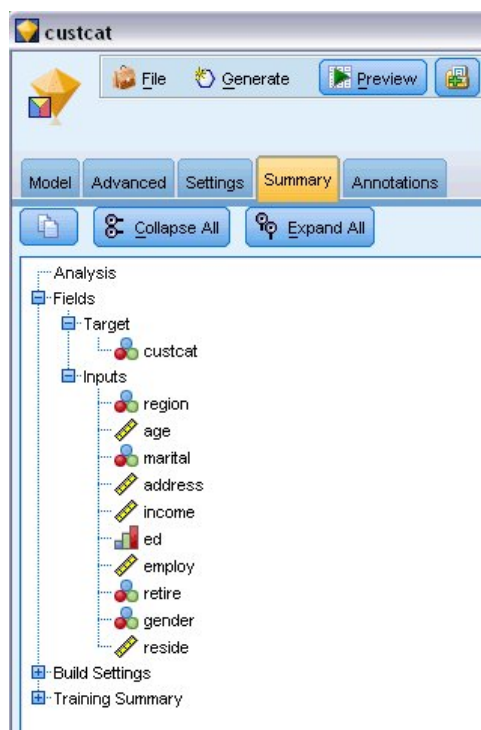 custcat
File Generate Preview
Model Advanced Settings Summary Annotations
Collapse All Expand All
Analysis
Fields
Target
custcat
Inputs
region
age
marital
address
income
ed
employ
retire
gender
reside
Build Settings
Training Summary